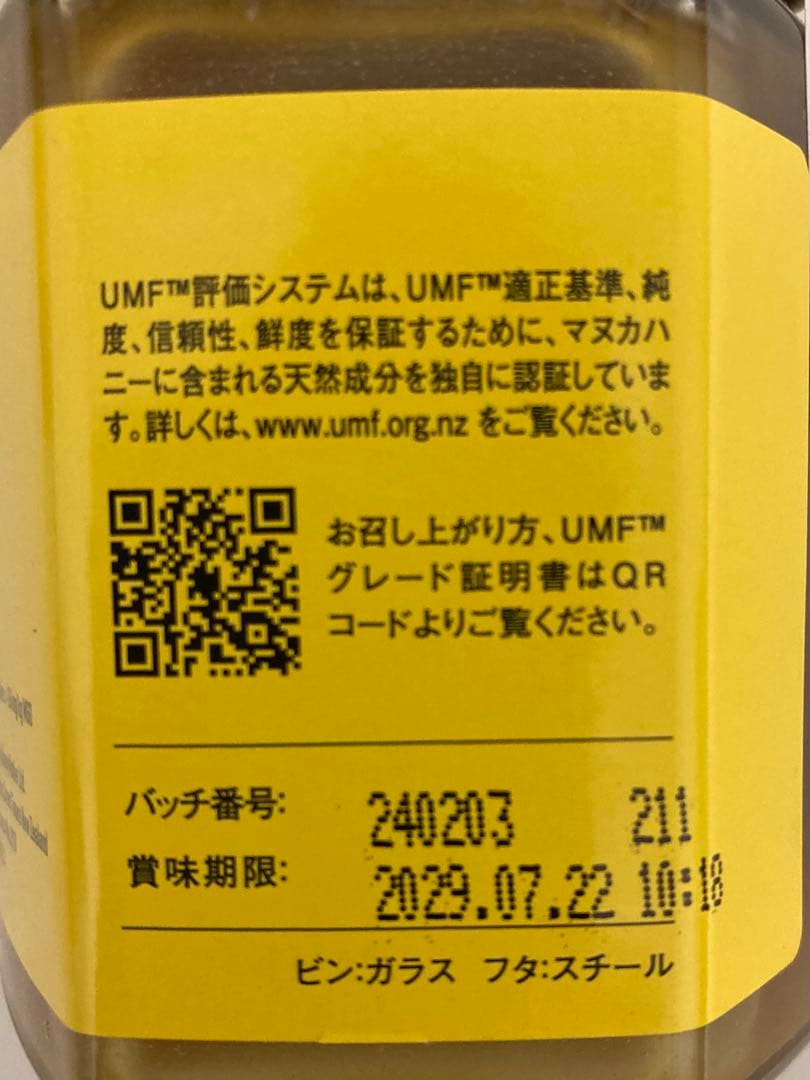 UMF™評価システムは、UMF™適正基準、純
度、信頼性、鮮度を保証するために、マヌカハ
ニーに含まれる天然成分を独自に認証していま
す。詳しくは、www.umf.org.nz をご覧ください。
お召し上がり方、UMF™
グレード証明書はQR
コードよりご覧ください。
バッチ番号: 240203 211
賞味期限: 2029.07.22 10:18
ビン:ガラス フタ:スチール